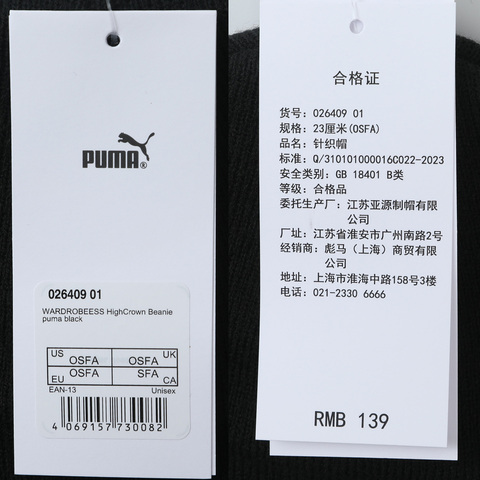 PUMA®
026409 01
WARDROBEESS HighCrown Beanie
puma black
US OSFA OSFA UK
EU OSFA SFA CA
EAN-13 Unisex
4 069157 730082
合格证
货号: 026409 01
规格: 23厘米(OSFA)
品名: 针织帽
标准: Q/310101000016C022-2023
安全类别: GB 18401 B类
等级: 合格品
委托生产厂: 江苏亚源制帽有限
公司
厂址: 江苏省淮安市广州南路2号
经销商: 彪马（上海）商贸有限
公司
地址: 上海市淮海中路158号3楼
电话: 021-2330 6666
RMB 139